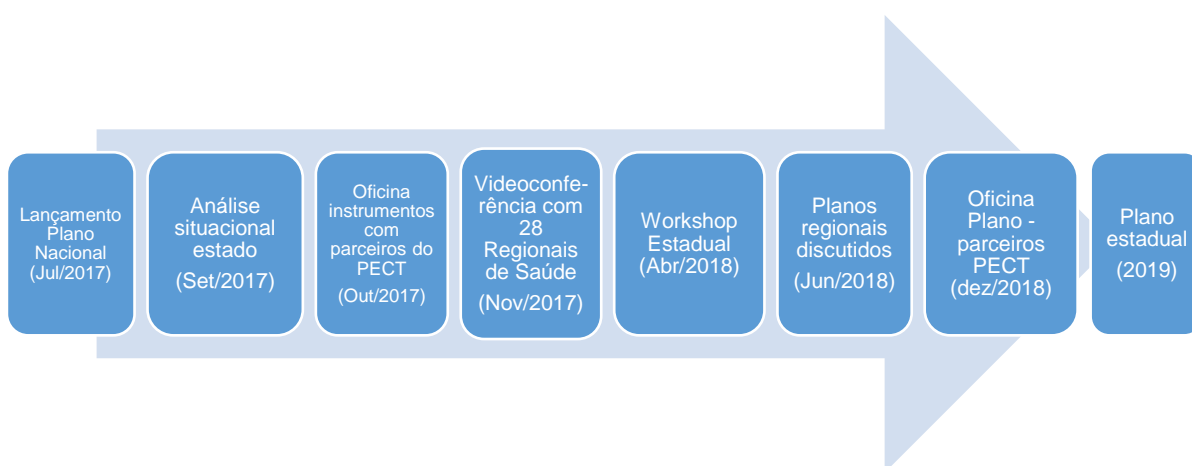 Lançamento
Plano
Nacional
(Jul/2017)
Análise
situacional
estado
(Set/2017)
Oficina
instrumentos
com
parceiros do
PECT
(Out/2017)
Videoconfe-
rência com
28
Regionais
de Saúde
(Nov/2017)
Workshop
Estadual
(Abr/2018)
Planos
regionais
discutidos
(Jun/2018)
Oficina
Plano -
parceiros
PECT
(dez/2018)
Plano
estadual
(2019)